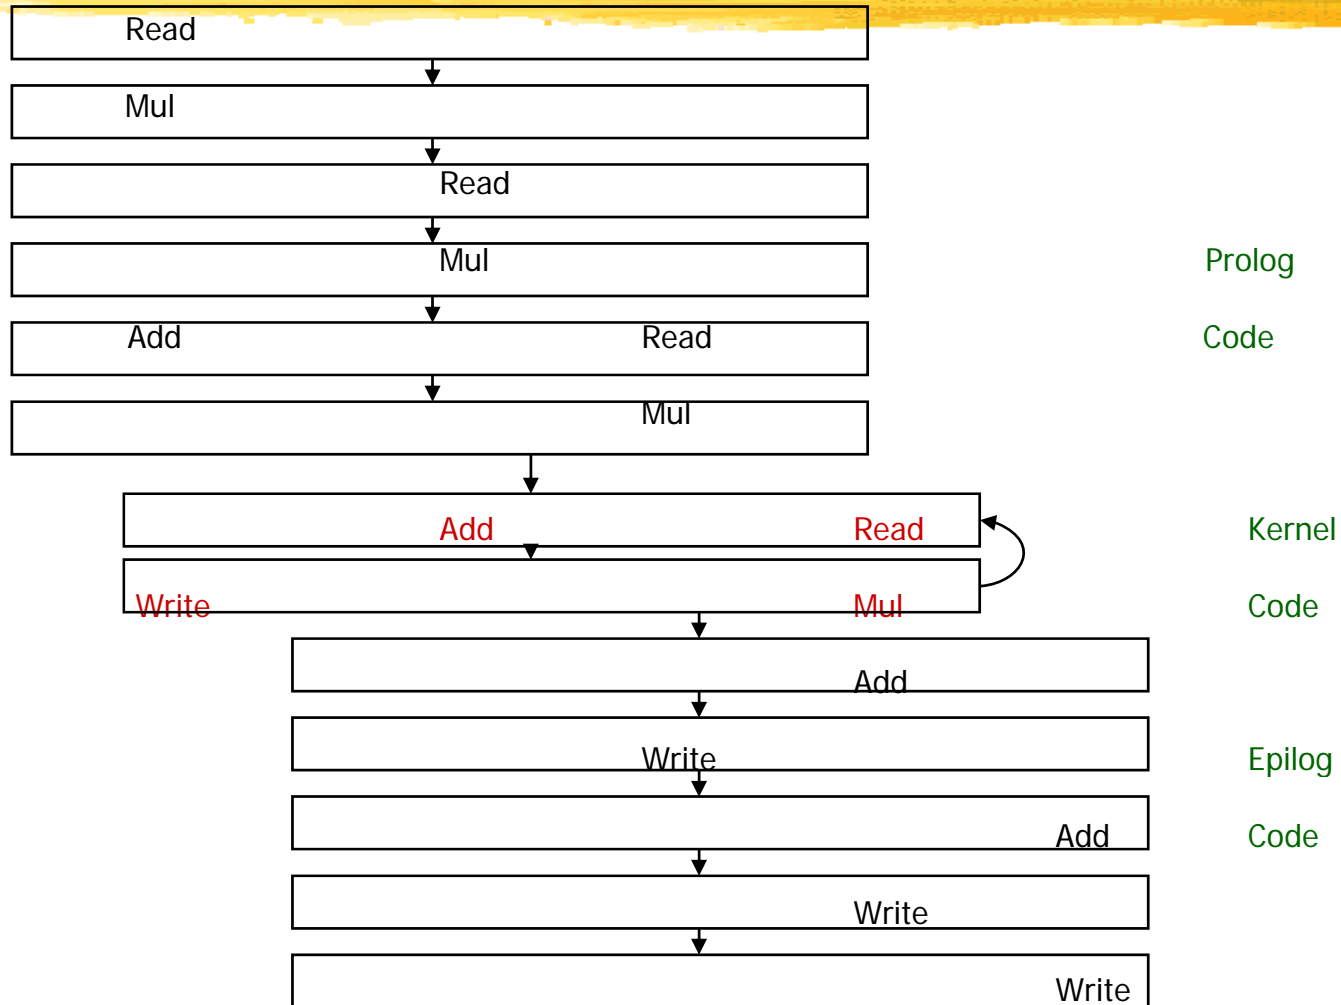 Read
Mul
Read
Mul Prolog
Add Read Code
Mul
Add Read Kernel
Write Mul Code
Add
Write Epilog
Add Code
Write
Write